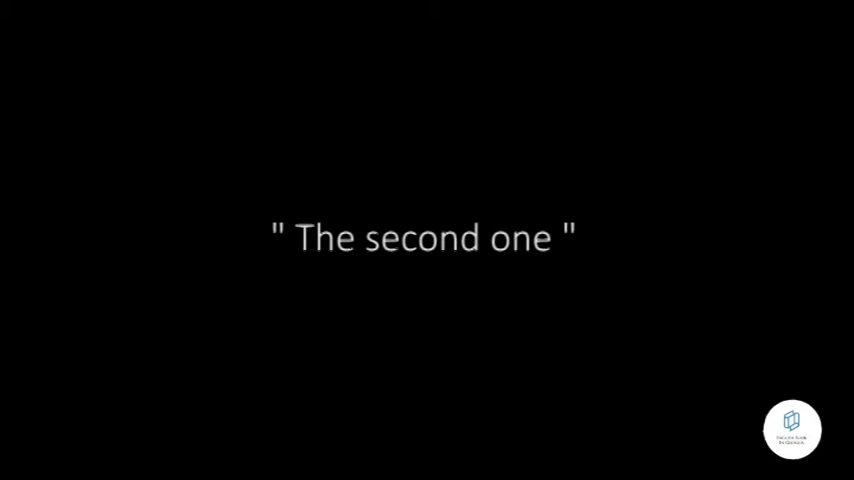 " The second one "